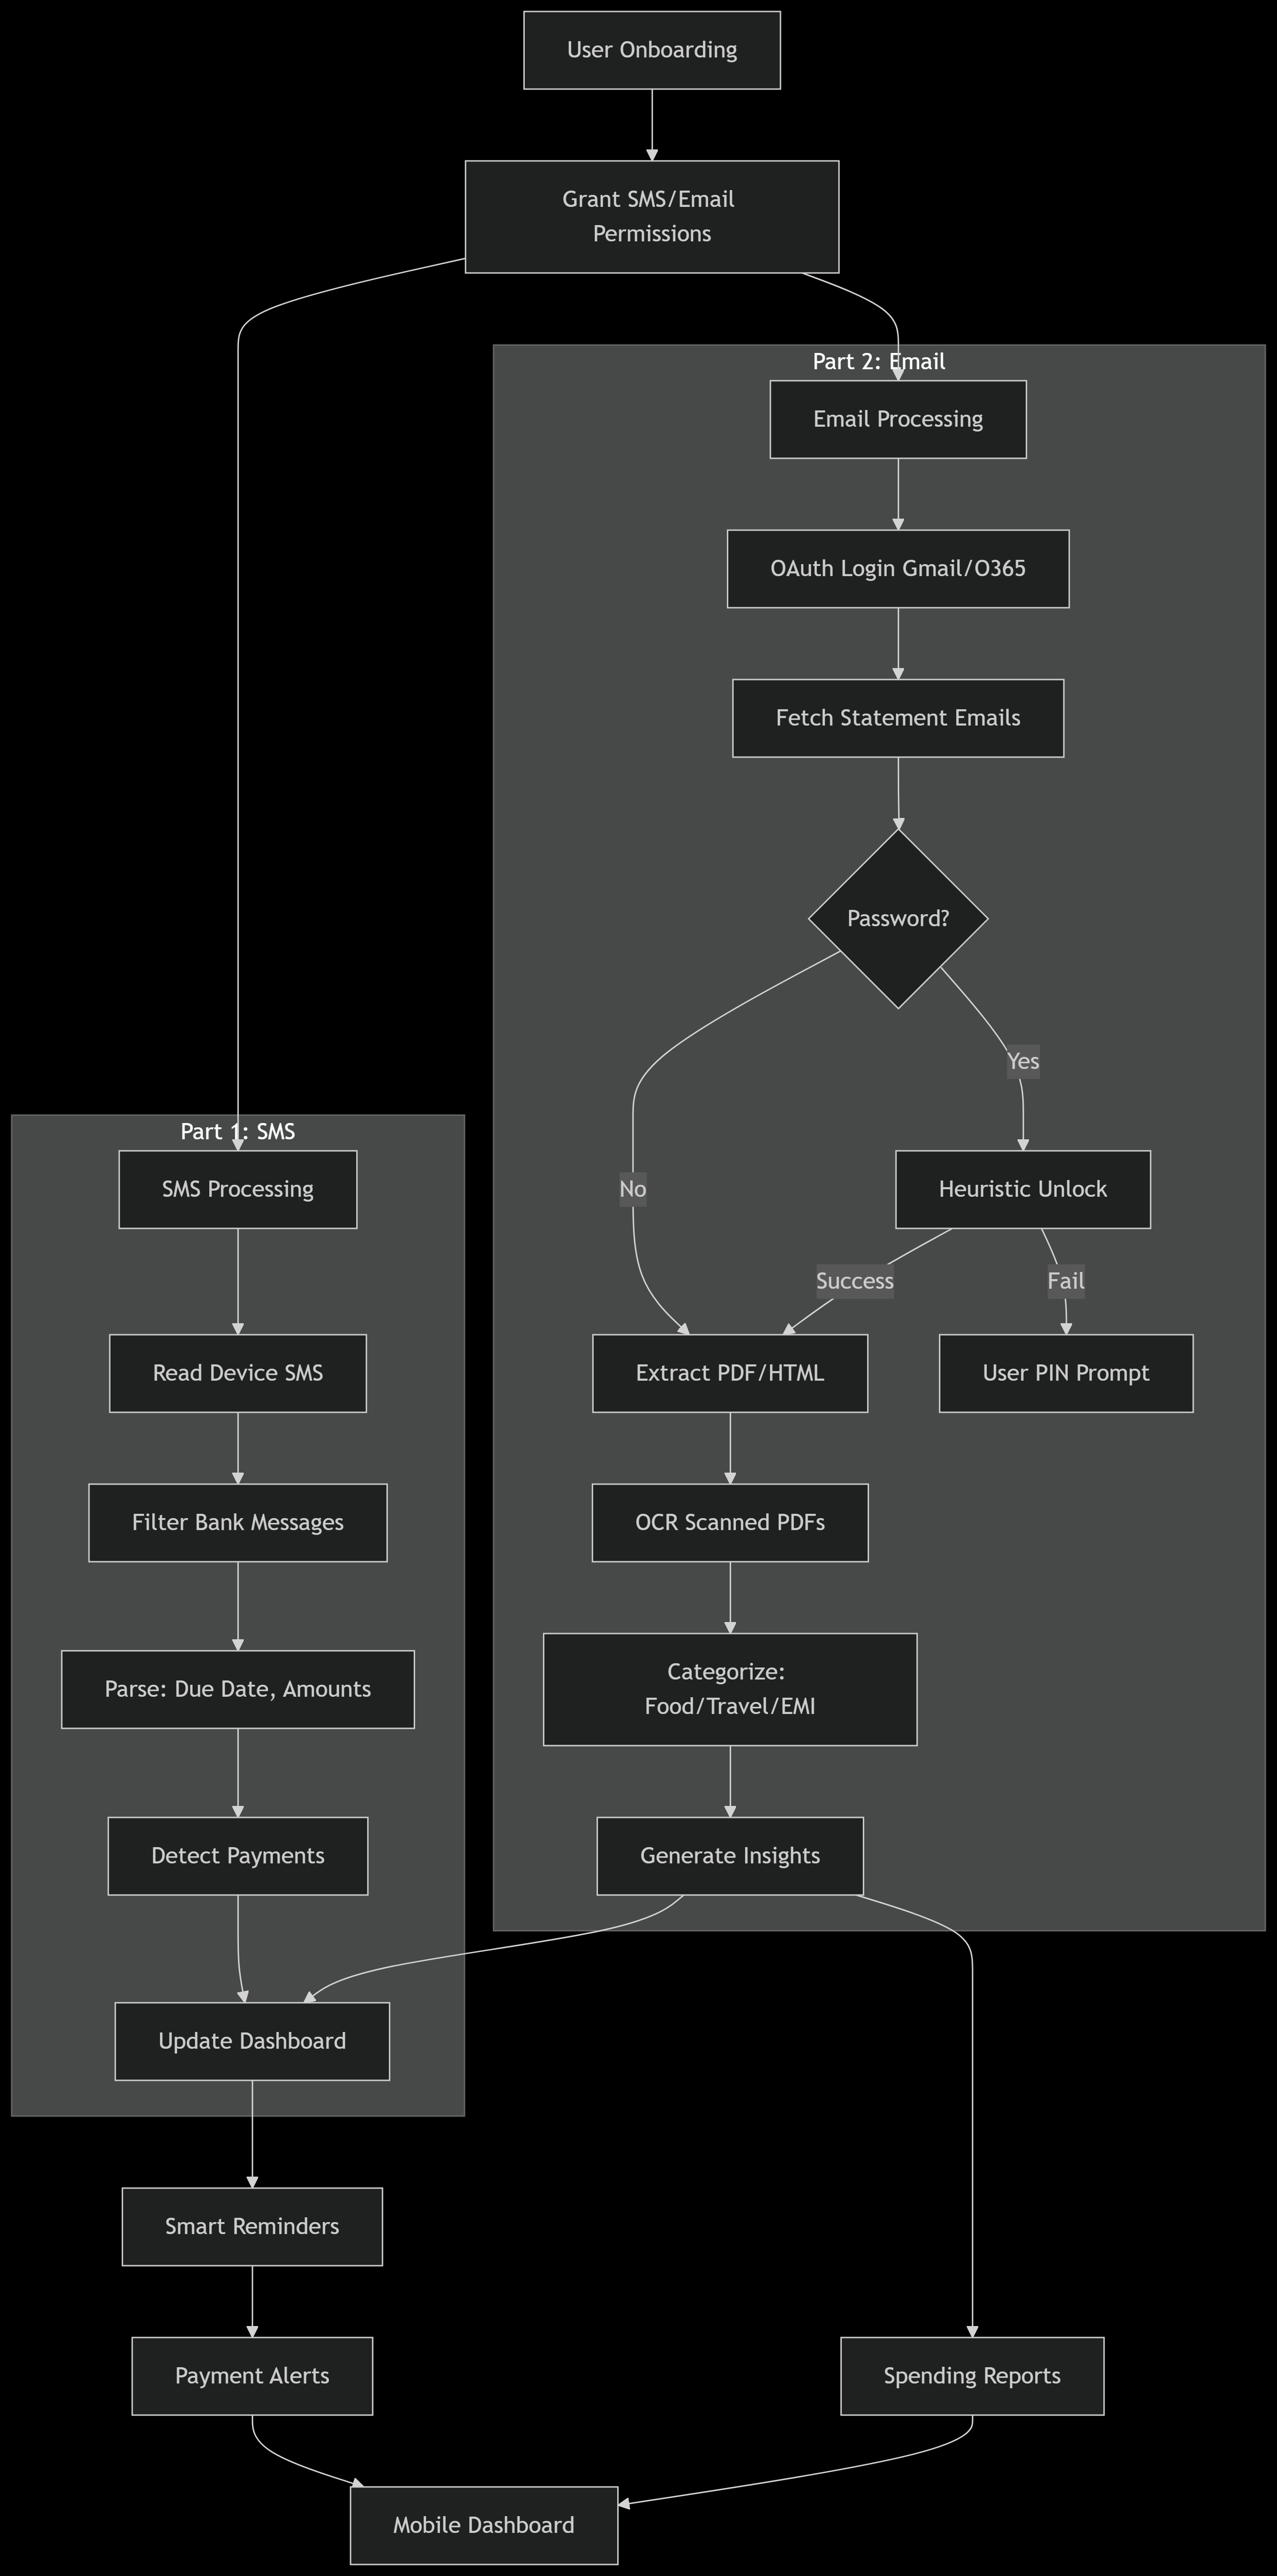 User Onboarding
Grant SMS/Email
Permissions
Part 2: Email
Email Processing
OAuth Login Gmail/O365
Fetch Statement Emails
Password?
Yes
No
Part 1: SMS
SMS Processing
Heuristic Unlock
Success
Fail
Read Device SMS
Extract PDF/HTML
User PIN Prompt
Filter Bank Messages
OCR Scanned PDFs
Parse: Due Date, Amounts
Categorize:
Food/Travel/EMI
Detect Payments
Generate Insights
Update Dashboard
Smart Reminders
Payment Alerts
Spending Reports
Mobile Dashboard